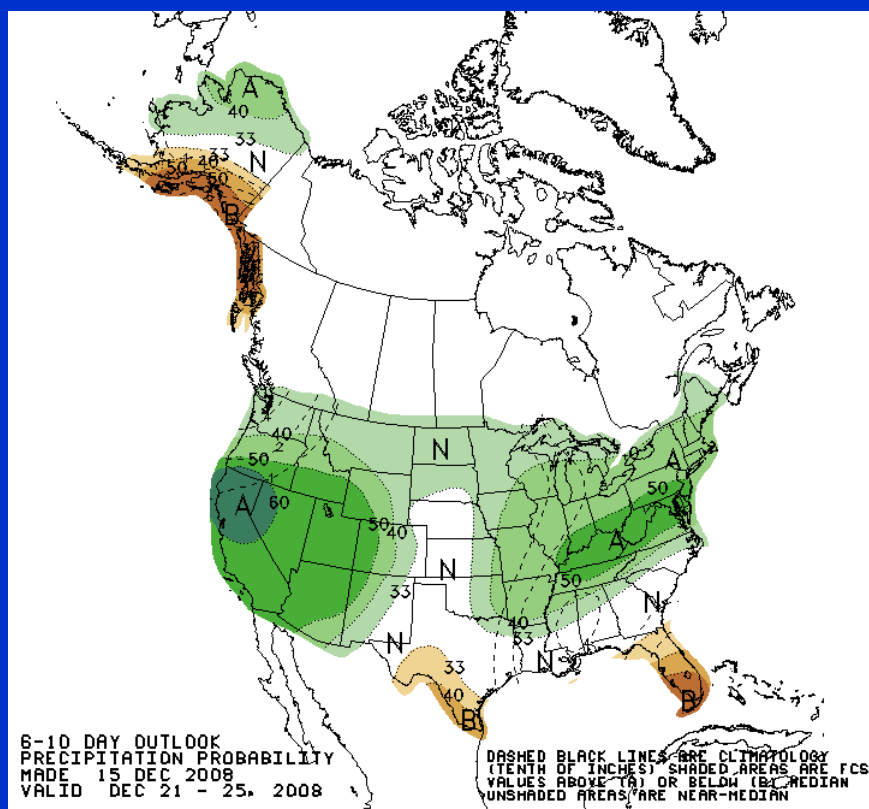 A
40
33
33
40
N
50
50
B
40
2
50
N
A
50
A
60
50
40
A
N
50
33
N
40
33
N
N
33
40
B
B
6-10 DAY OUTLOOK
PRECIPITATION PROBABILITY
MADE 15 DEC 2008
VALID DEC 21 - 25, 2008
DASHED BLACK LINES ARE CLIMATOLOGY
(TENTH OF INCHES) SHADED AREAS ARE FCS
VALUES ABOVE (A) OR BELOW (B) MEDIAN
UNSHADED AREAS ARE NEAR-MEDIAN